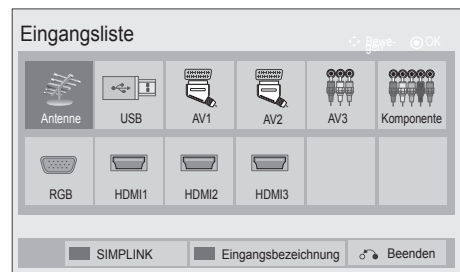 Eingangsliste
Bewe-
gen
OK
Antenne USB AV1 AV2 AV3 Komponente
RGB HDMI1 HDMI2 HDMI3
SIMPLINK Eingangsbezeichnung Beenden